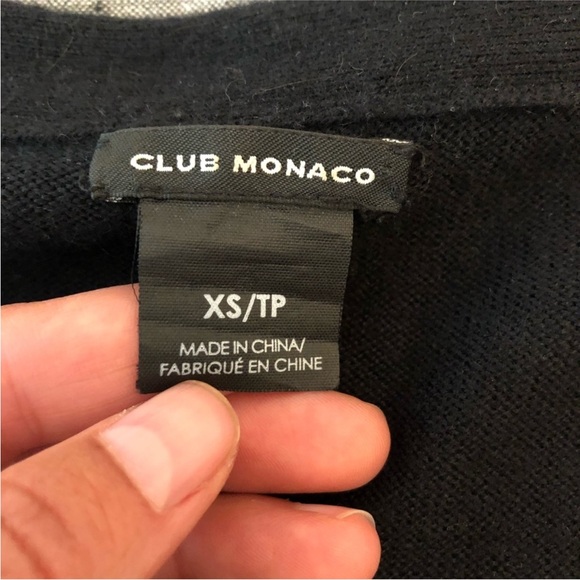 CLUB MONACO
XS/TP
MADE IN CHINA/
FABRIQUÉ EN CHINE